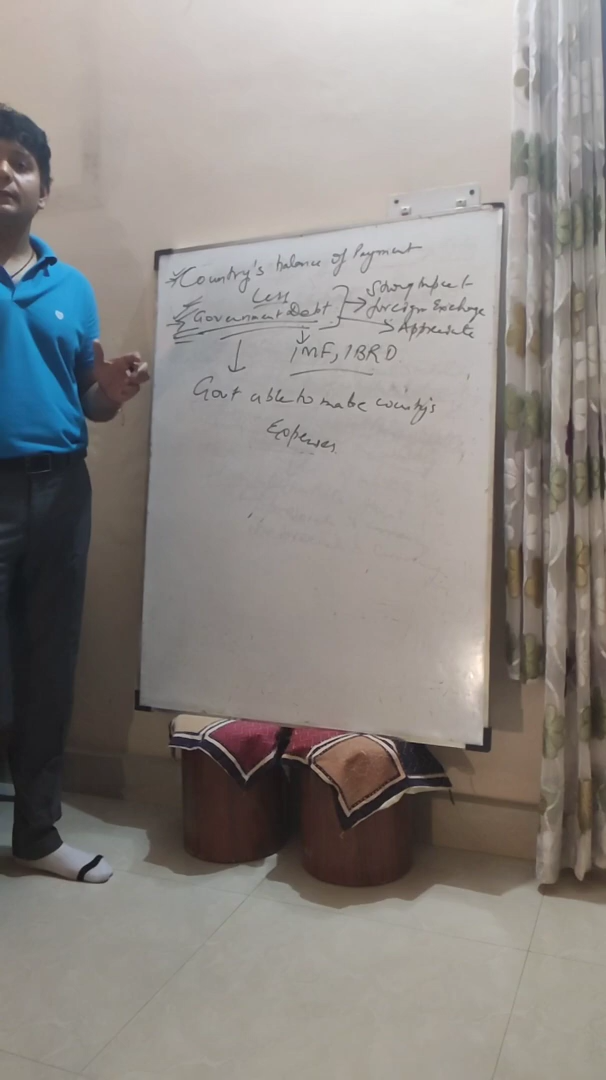 Country's balance of Payment
Less
Government Debt
Strong impact
foreign Exchange
Appreciate
IMF, IBRD
Govt able to make country's
Expenses